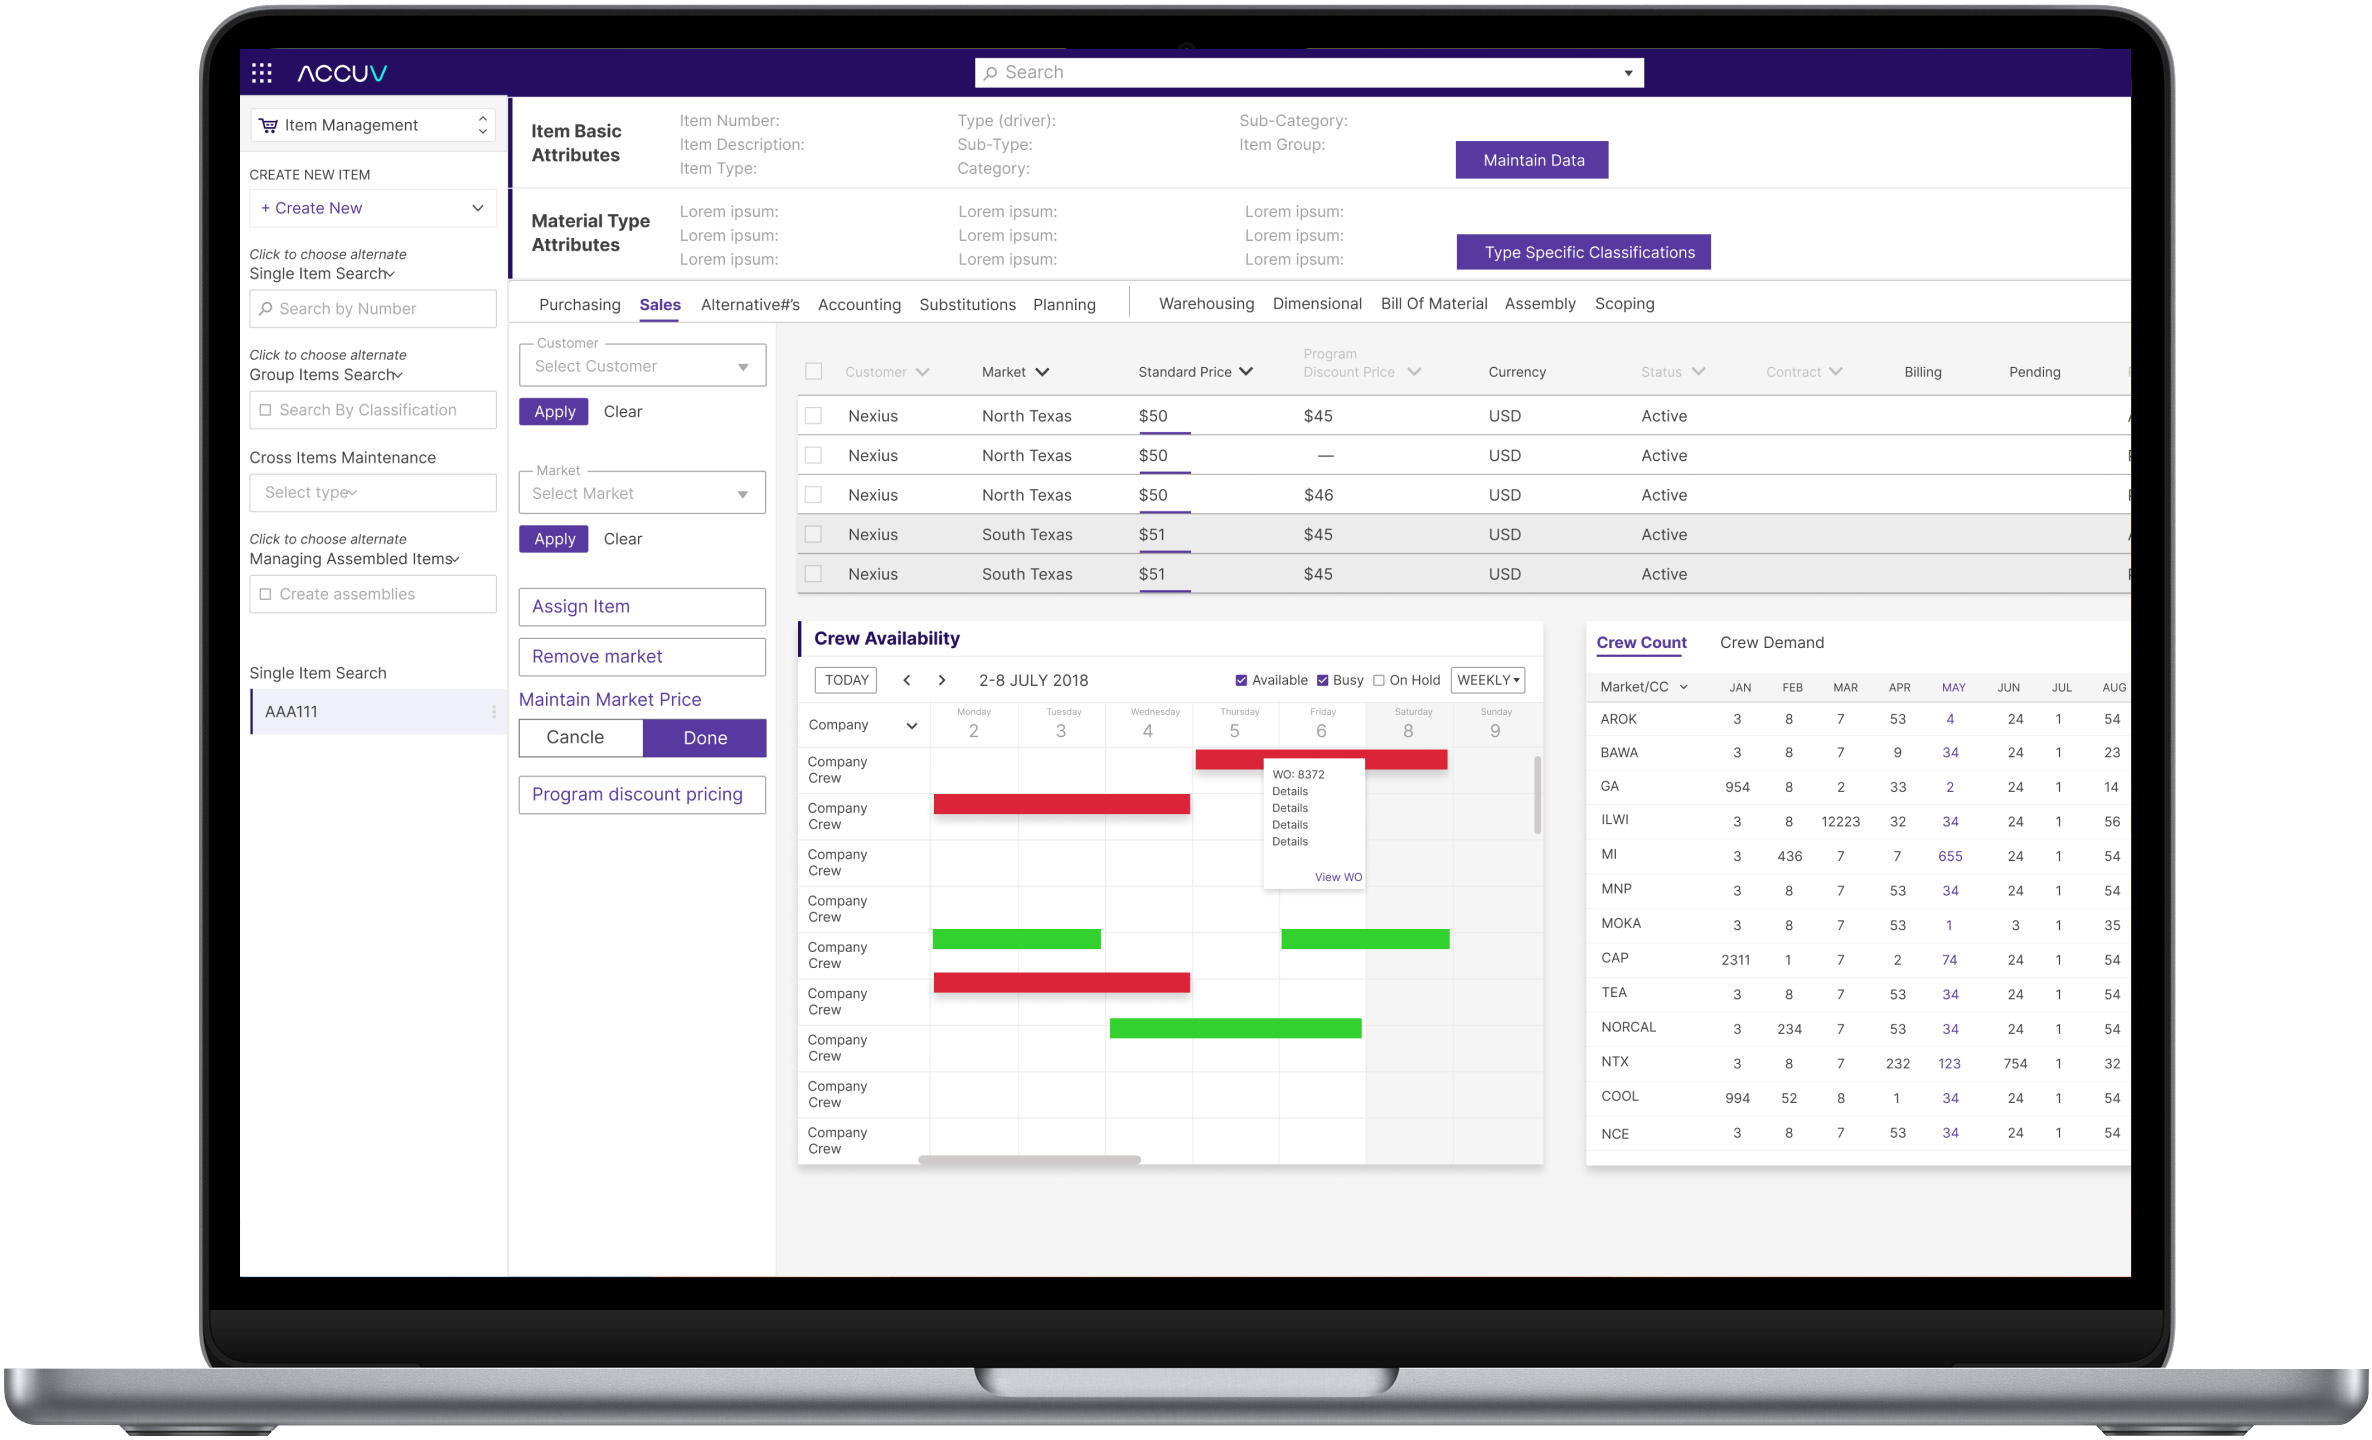 ACCUV
Search
Item Management
CREATE NEW ITEM
+ Create New
Click to choose alternate
Single Item Search
Search by Number
Click to choose alternate
Group Items Search
Search By Classification
Cross Items Maintenance
Select type
Click to choose alternate
Managing Assembled Items
Create assemblies
Single Item Search
AAA111
Item Basic
Attributes
Item Number:
Item Description:
Item Type:
Type (driver):
Sub-Type:
Category:
Sub-Category:
Item Group:
Maintain Data
Material Type
Attributes
Lorem ipsum:
Lorem ipsum:
Lorem ipsum:
Lorem ipsum:
Lorem ipsum:
Lorem ipsum:
Lorem ipsum:
Lorem ipsum:
Lorem ipsum:
Type Specific Classifications
Purchasing Sales Alternative#'s Accounting Substitutions Planning Warehousing Dimensional Bill Of Material Assembly Scoping
Customer
Select Customer
Apply Clear
Market
Select Market
Apply Clear
Assign Item
Remove market
Maintain Market Price
Cancle Done
Program discount pricing
Customer Market Standard Price Program Discount Price Currency Status Contract Billing Pending
Nexius North Texas $50 $45 USD Active
Nexius North Texas $50 — USD Active
Nexius North Texas $50 $46 USD Active
Nexius South Texas $51 $45 USD Active
Nexius South Texas $51 $45 USD Active
Crew Availability
TODAY < > 2-8 JULY 2018 Available Busy On Hold WEEKLY
Company
Monday Tuesday Wednesday Thursday Friday Saturday Sunday
2 3 4 5 6 8 9
Company
Crew
Company
Crew
Company
Crew
Company
Crew
Company
Crew
Company
Crew
Company
Crew
Company
Crew
Company
Crew
WO: 8372
Details
Details
Details
Details
View WO
Crew Count Crew Demand
Market/CC JAN FEB MAR APR MAY JUN JUL AUG
AROK 3 8 7 53 4 24 1 54
BAWA 3 8 7 9 34 24 1 23
GA 954 8 2 33 2 24 1 14
ILWI 3 8 12223 32 34 24 1 56
MI 3 436 7 7 655 24 1 54
MNP 3 8 7 53 34 24 1 54
MOKA 3 8 7 53 1 3 1 35
CAP 2311 1 7 2 74 24 1 54
TEA 3 8 7 53 34 24 1 54
NORCAL 3 234 7 53 34 24 1 54
NTX 3 8 7 232 123 754 1 32
COOL 994 52 8 1 34 24 1 54
NCE 3 8 7 53 34 24 1 54